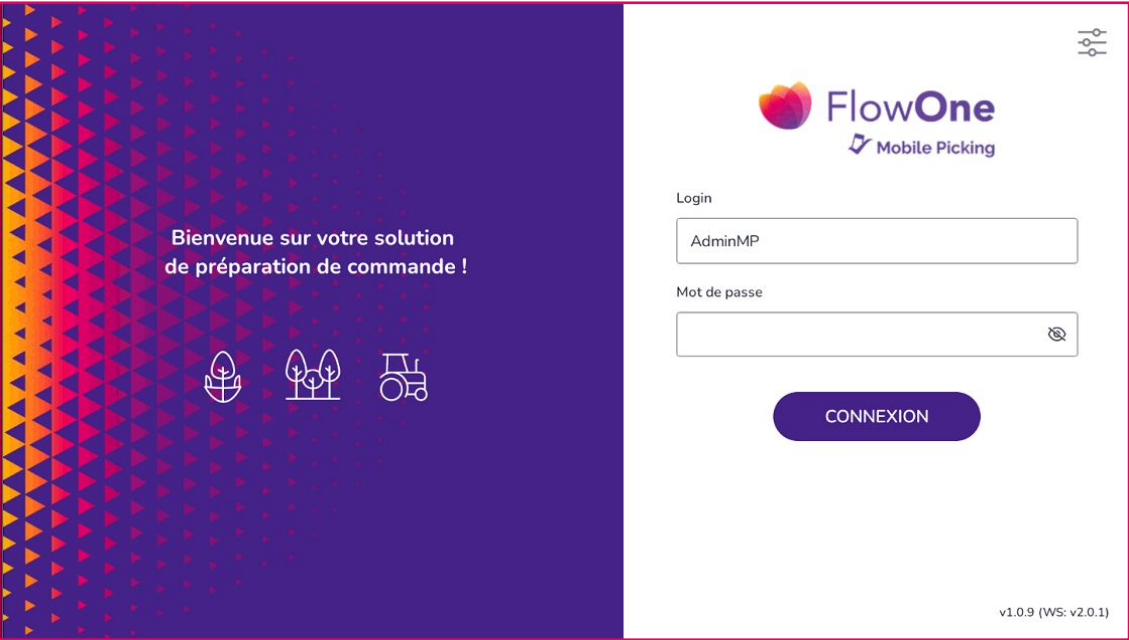 Bienvenue sur votre solution
de préparation de commande !
FlowOne
Mobile Picking
Login
AdminMP
Mot de passe
CONNEXION
v1.0.9 (WS: v2.0.1)